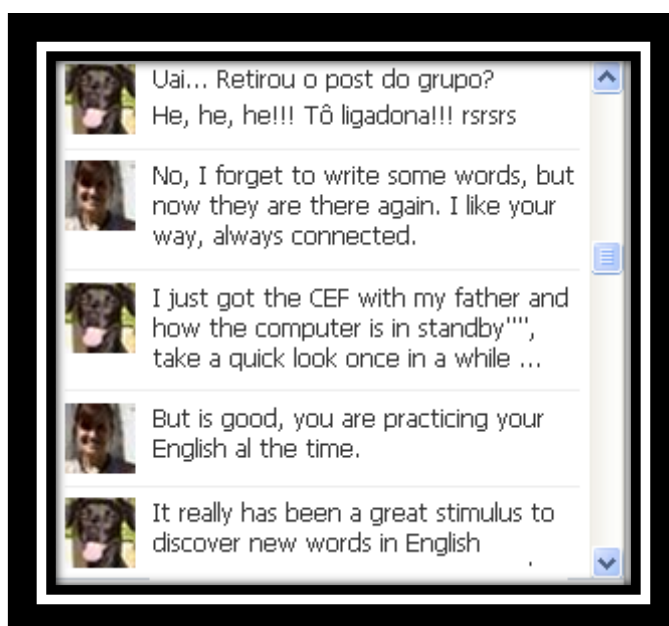 Uai... Retirou o post do grupo?
He, he, he!!! Tô ligadona!!! rsrsrs
No, I forget to write some words, but
now they are there again. I like your
way, always connected.
I just got the CEF with my father and
how the computer is in standby"",
take a quick look once in a while ...
But is good, you are practicing your
English al the time.
It really has been a great stimulus to
discover new words in English